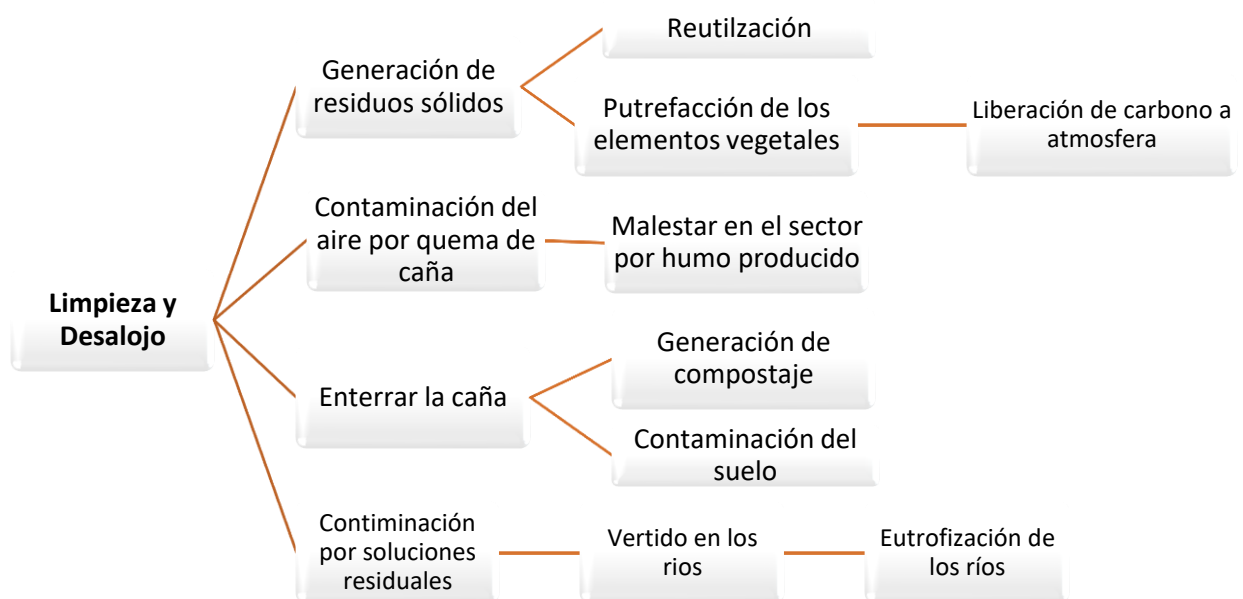 Limpieza y
Desalojo
Generación de
residuos sólidos
Reutilzación
Putrefacción de los
elementos vegetales
Liberación de carbono a
atmosfera
Contaminación del
aire por quema de
caña
Malestar en el sector
por humo producido
Enterrar la caña
Generación de
compostaje
Contaminación del
suelo
Contiminación
por soluciones
residuales
Vertido en los
rios
Eutrofización de
los ríos